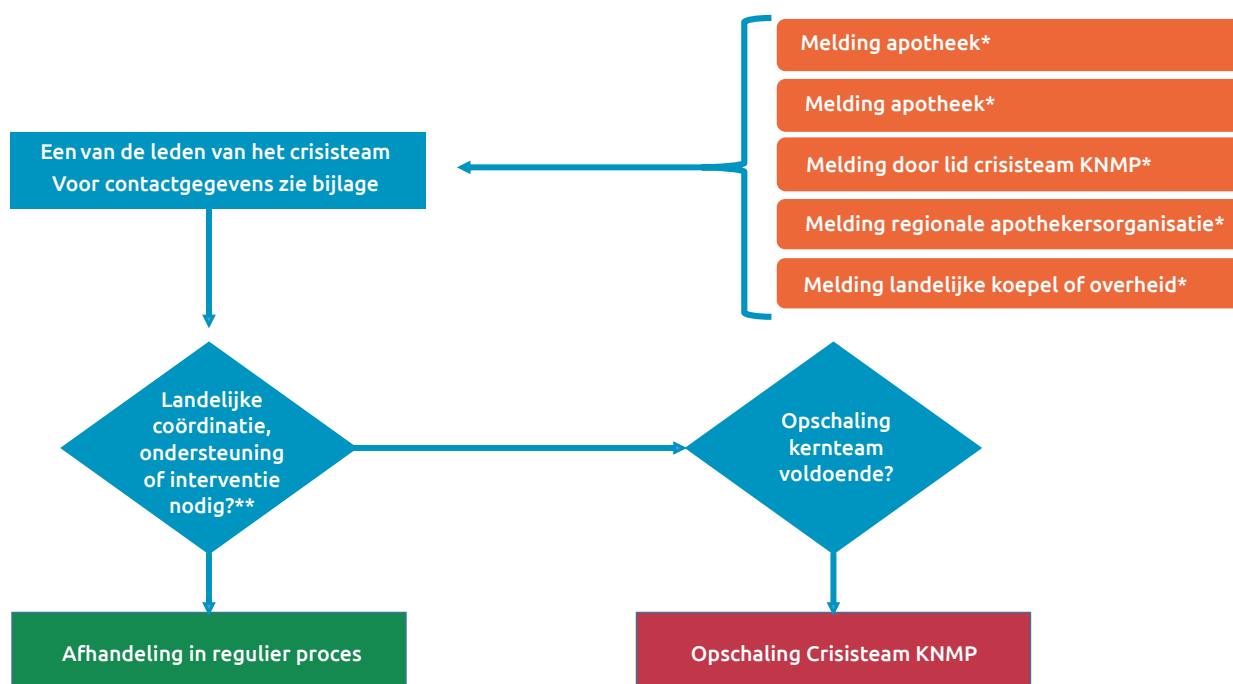 Melding apotheek*
Melding apotheek*
Melding door lid crisisteam KNMP*
Melding regionale apothekersorganisatie*
Melding landelijke koepel of overheid*
Een van de leden van het crisisteam
Voor contactgegevens zie bijlage
Landelijke
coördinatie,
ondersteuning
of interventie
nodig?**
Opschaling
kernteam
voldoende?
Afhandeling in regulier proces
Opschaling Crisisteam KNMP